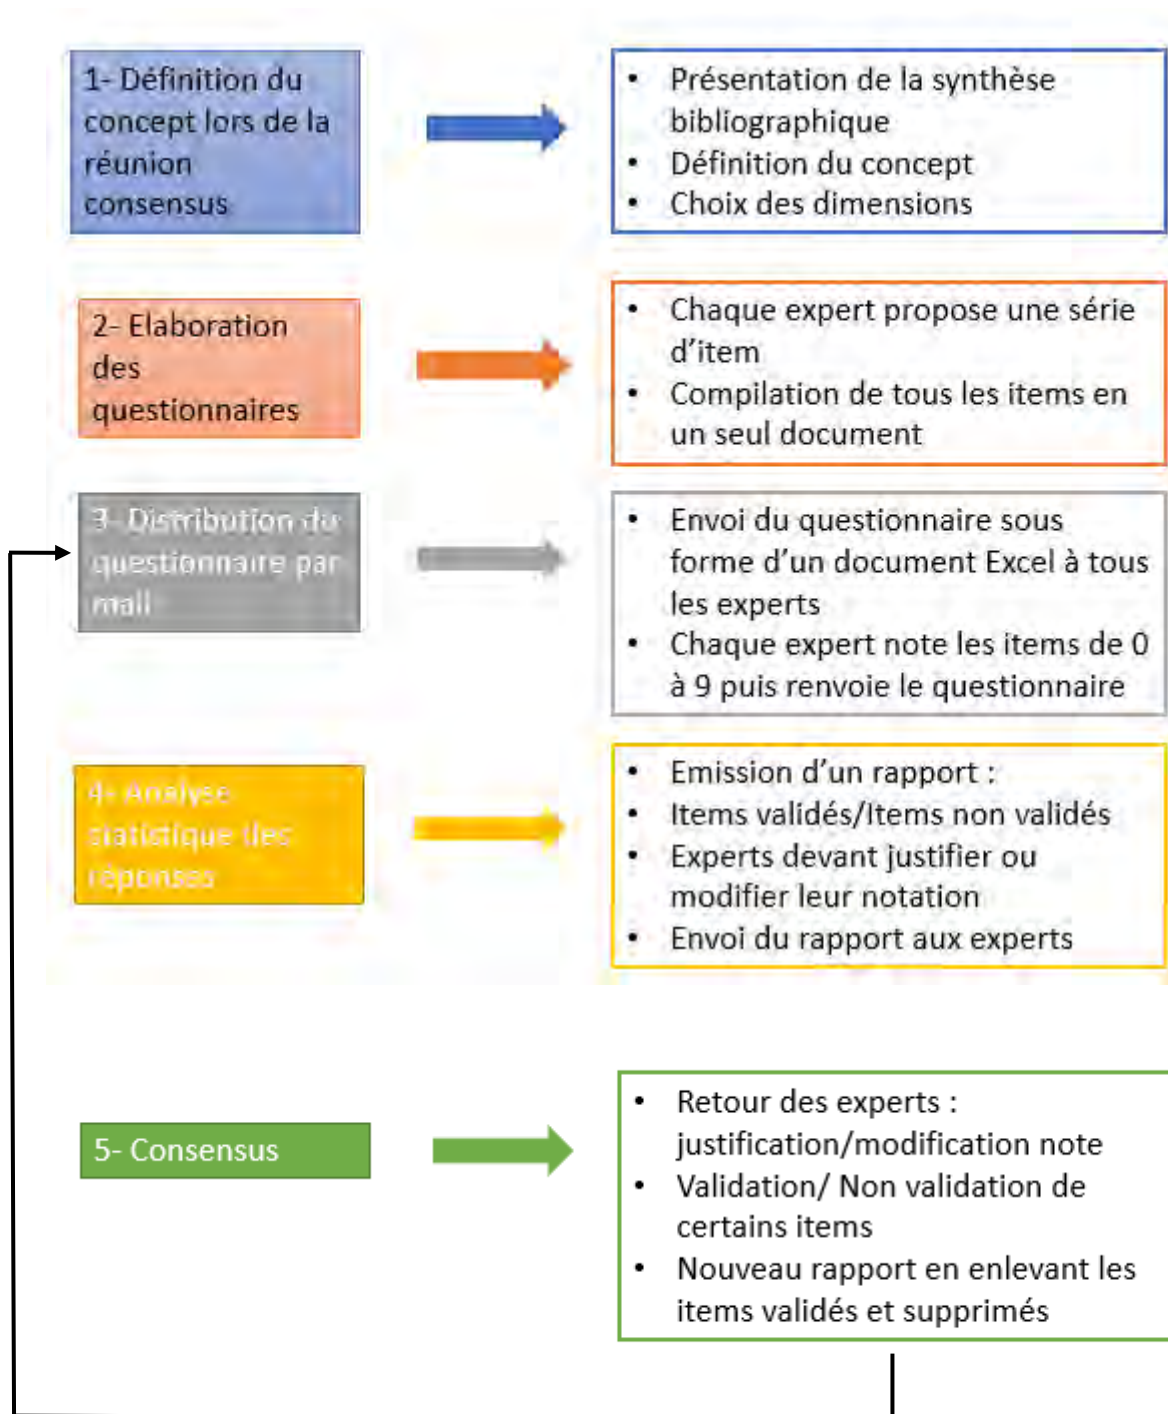 1- Définition du
concept lors de la
réunion
consensus
• Présentation de la synthèse
bibliographique
• Définition du concept
• Choix des dimensions
2- Elaboration
des
questionnaires
• Chaque expert propose une série
d'item
• Compilation de tous les items en
un seul document
3- Distribution du
questionnaire par
mail
• Envoi du questionnaire sous
forme d'un document Excel à tous
les experts
• Chaque expert note les items de 0
à 9 puis renvoie le questionnaire
4- Analyse
statistique des
réponses
• Emission d'un rapport :
• Items validés/Items non validés
• Experts devant justifier ou
modifier leur notation
• Envoi du rapport aux experts
5- Consensus
• Retour des experts :
justification/modification note
• Validation/ Non validation de
certains items
• Nouveau rapport en enlevant les
items validés et supprimés